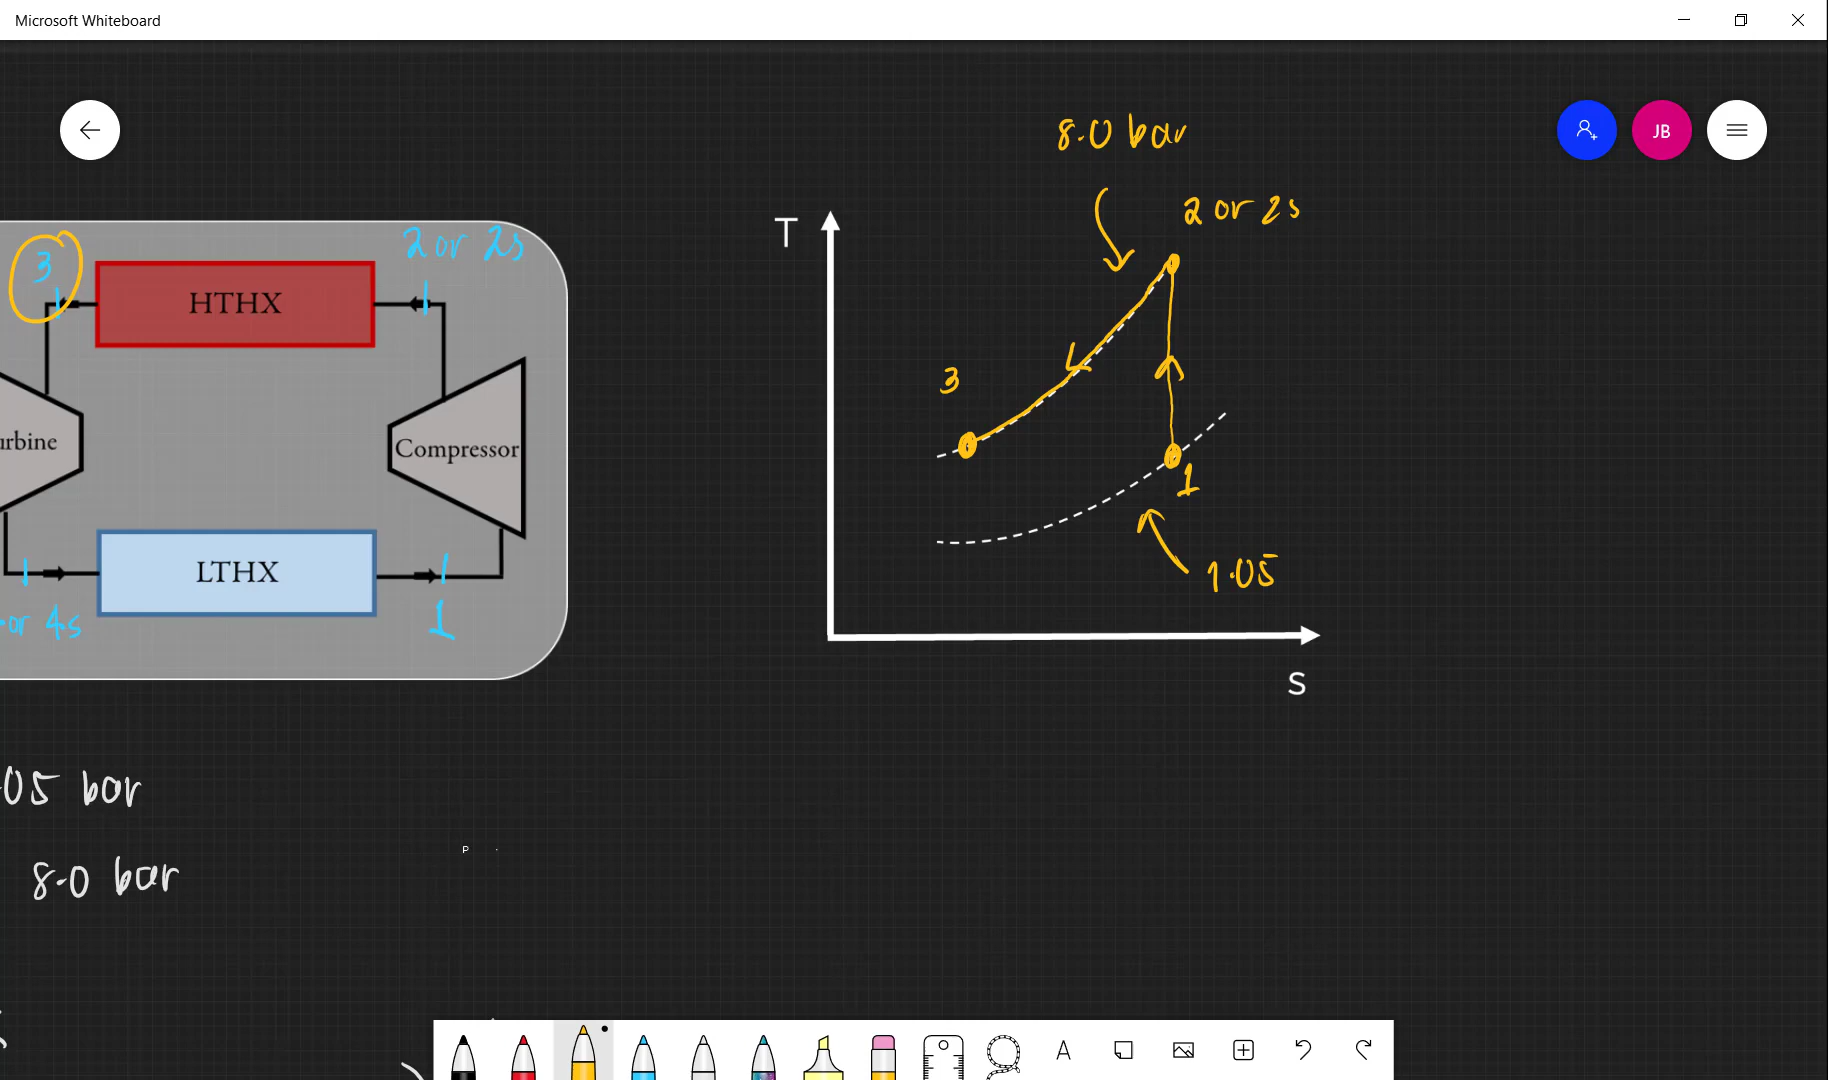 Microsoft Whiteboard
8.0 bar
JB
2 or 2s
T
3
HTHX
2 or 2s
3
urbine
Compressor
1
LTHX
1.05
or 4s
1
S
05 bar
P
8.0 bar
A